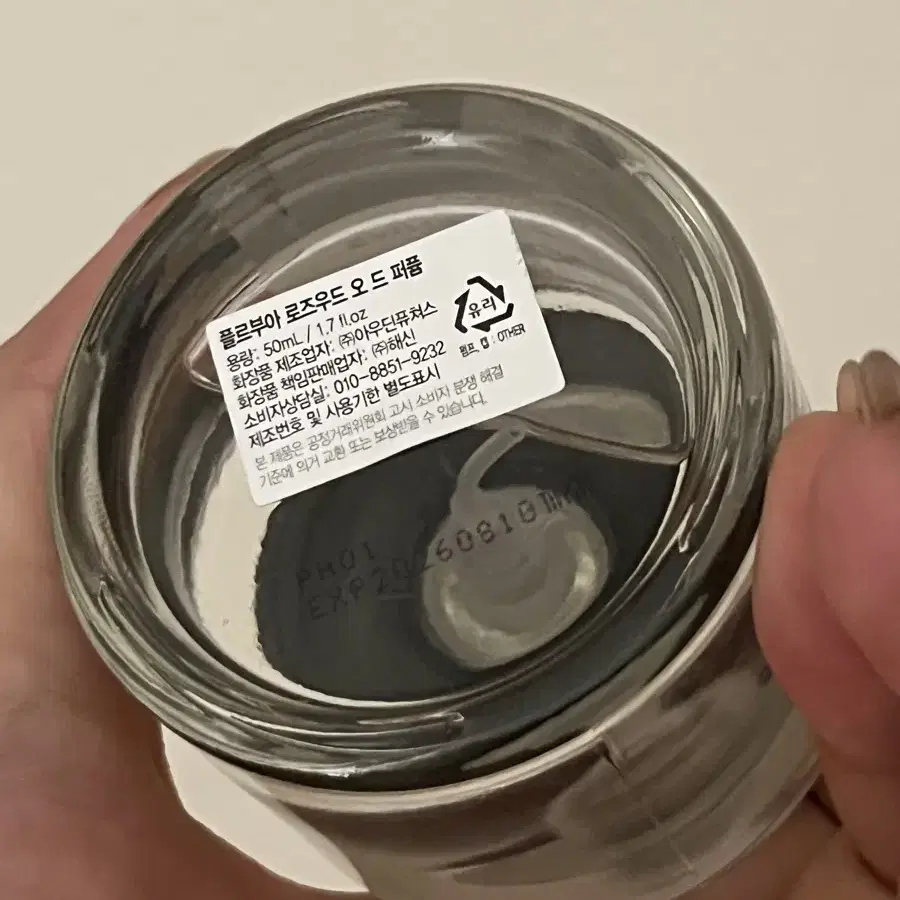 플르부아 로즈우드 오 드 퍼퓸
용량: 50mL / 1.7 fl.oz
화장품 제조업자: ㈜아우딘퓨쳐스
화장품 책임판매업자: ㈜해신
소비자상담실: 010-8851-9232
제조번호 및 사용기한 별도표시
본 제품은 공정거래위원회 고시 소비자 분쟁 해결
기준에 의거 교환 또는 보상받을 수 있습니다.
유리
펌프 캡 : OTHER
PH01
EXP 20260810